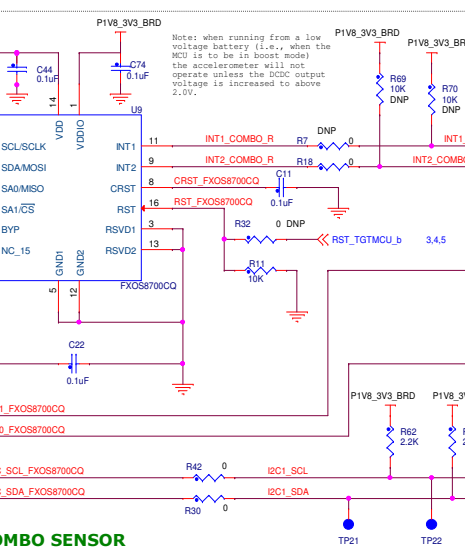 P1V8_3V3_BRD
Note: when running from a low
voltage battery (i.e., when the
MCU is to be in boost mode)
the accelerometer will not
operate unless the DCDC output
voltage is increased to above
2.0V.
P1V8_3V3_BRD
P1V8_3V3_BR
C44
0.1uF
C74
0.1uF
R69
10K
DNP
R70
10K
DNP
14
1
U9
VDD
VDDIO
SCL/SCLK
SDA/MOSI
SA0/MISO
SA1/CS
BYP
NC_15
INT1
INT2
CRST
RST
RSVD1
RSVD2
GND1
GND2
11
9
8
16
3
13
5
12
FXOS8700CQ
INT1_COMBO_R
R7
DNP
0
INT1_
INT2_COMBO_R
R18
0
INT2_COMBO
CRST_FXOS8700CQ
C11
0.1uF
RST_FXOS8700CQ
R32
0 DNP
RST_TGTMCU_b
3,4,5
R11
10K
C22
0.1uF
1_FXOS8700CQ
0_FXOS8700CQ
P1V8_3V3_BRD
P1V8_3V
R62
2.2K
_SCL_FXOS8700CQ
R42
0
I2C1_SCL
_SDA_FXOS8700CQ
R30
0
I2C1_SDA
TP21
TP22
OMBO SENSOR